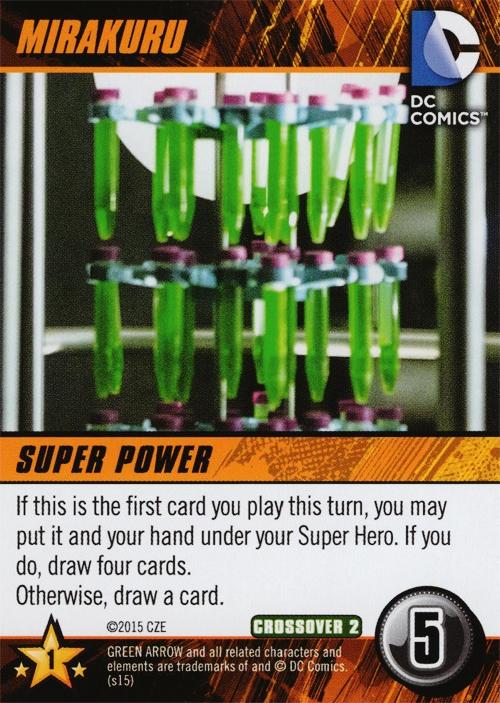 MIRAKURU
DC
COMICS™
SUPER POWER
If this is the first card you play this turn, you may
put it and your hand under your Super Hero. If you
do, draw four cards.
Otherwise, draw a card.
©2015 CZE
CROSSOVER 2
5
1
GREEN ARROW and all related characters and
elements are trademarks of and © DC Comics.
(s15)